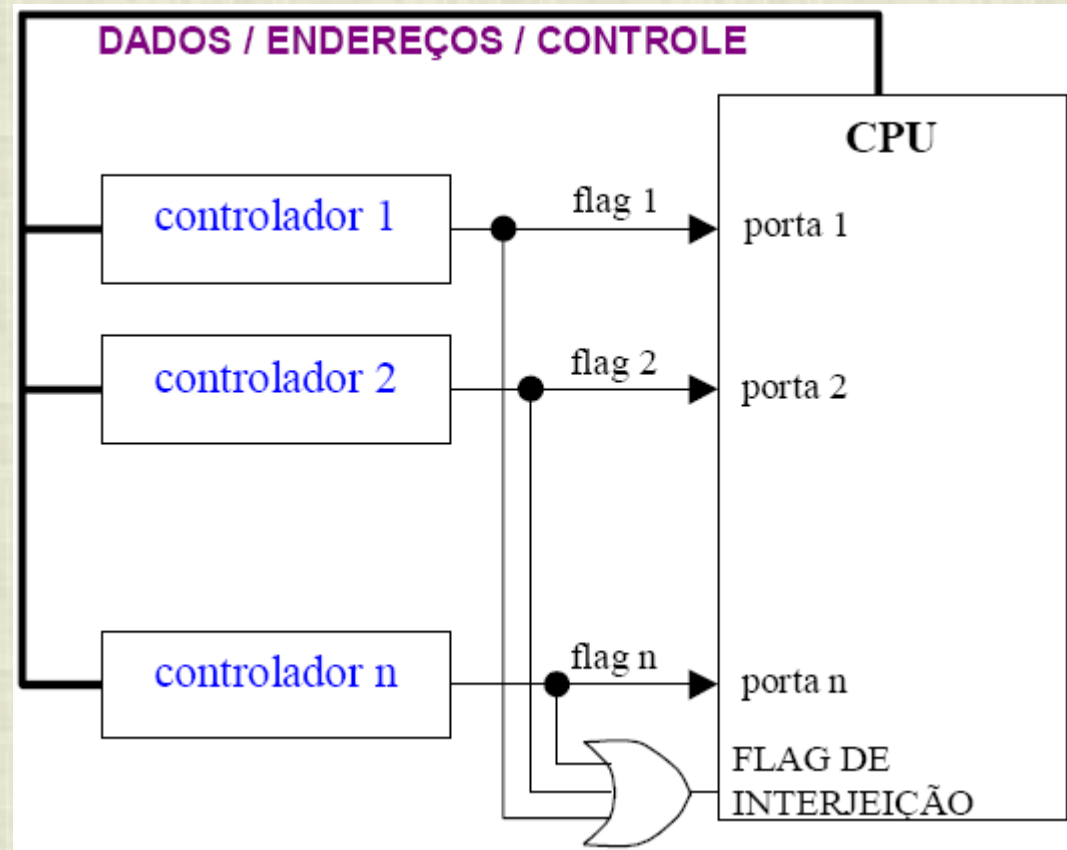 DADOS / ENDEREÇOS / CONTROLE
CPU
controlador 1
flag 1
porta 1
controlador 2
flag 2
porta 2
controlador n
flag n
porta n
FLAG DE
INTERJEIÇÃO